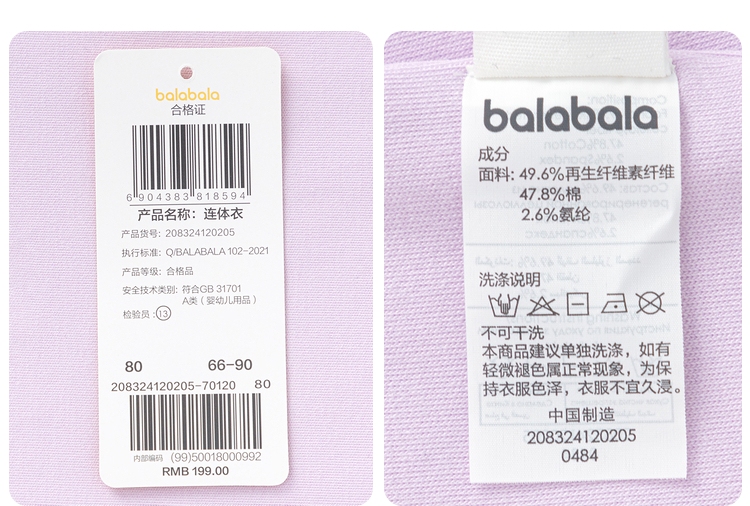 balabala
合格证
6 904383 818594
产品名称：连体衣
产品货号：208324120205
执行标准：Q/BALABALA 102-2021
产品等级：合格品
安全技术类别：符合GB 31701
A类（婴幼儿用品）
检验员：13
80 66-90
208324120205-70120 80
内部编码 (99)50018000992
RMB 199.00
balabala
成分
面料: 49.6%再生纤维素纤维
47.8%棉
2.6%氨纶
洗涤说明
不可干洗
本商品建议单独洗涤，如有
轻微褪色属正常现象，为保
持衣服色泽，衣服不宜久浸。
中国制造
208324120205
0484